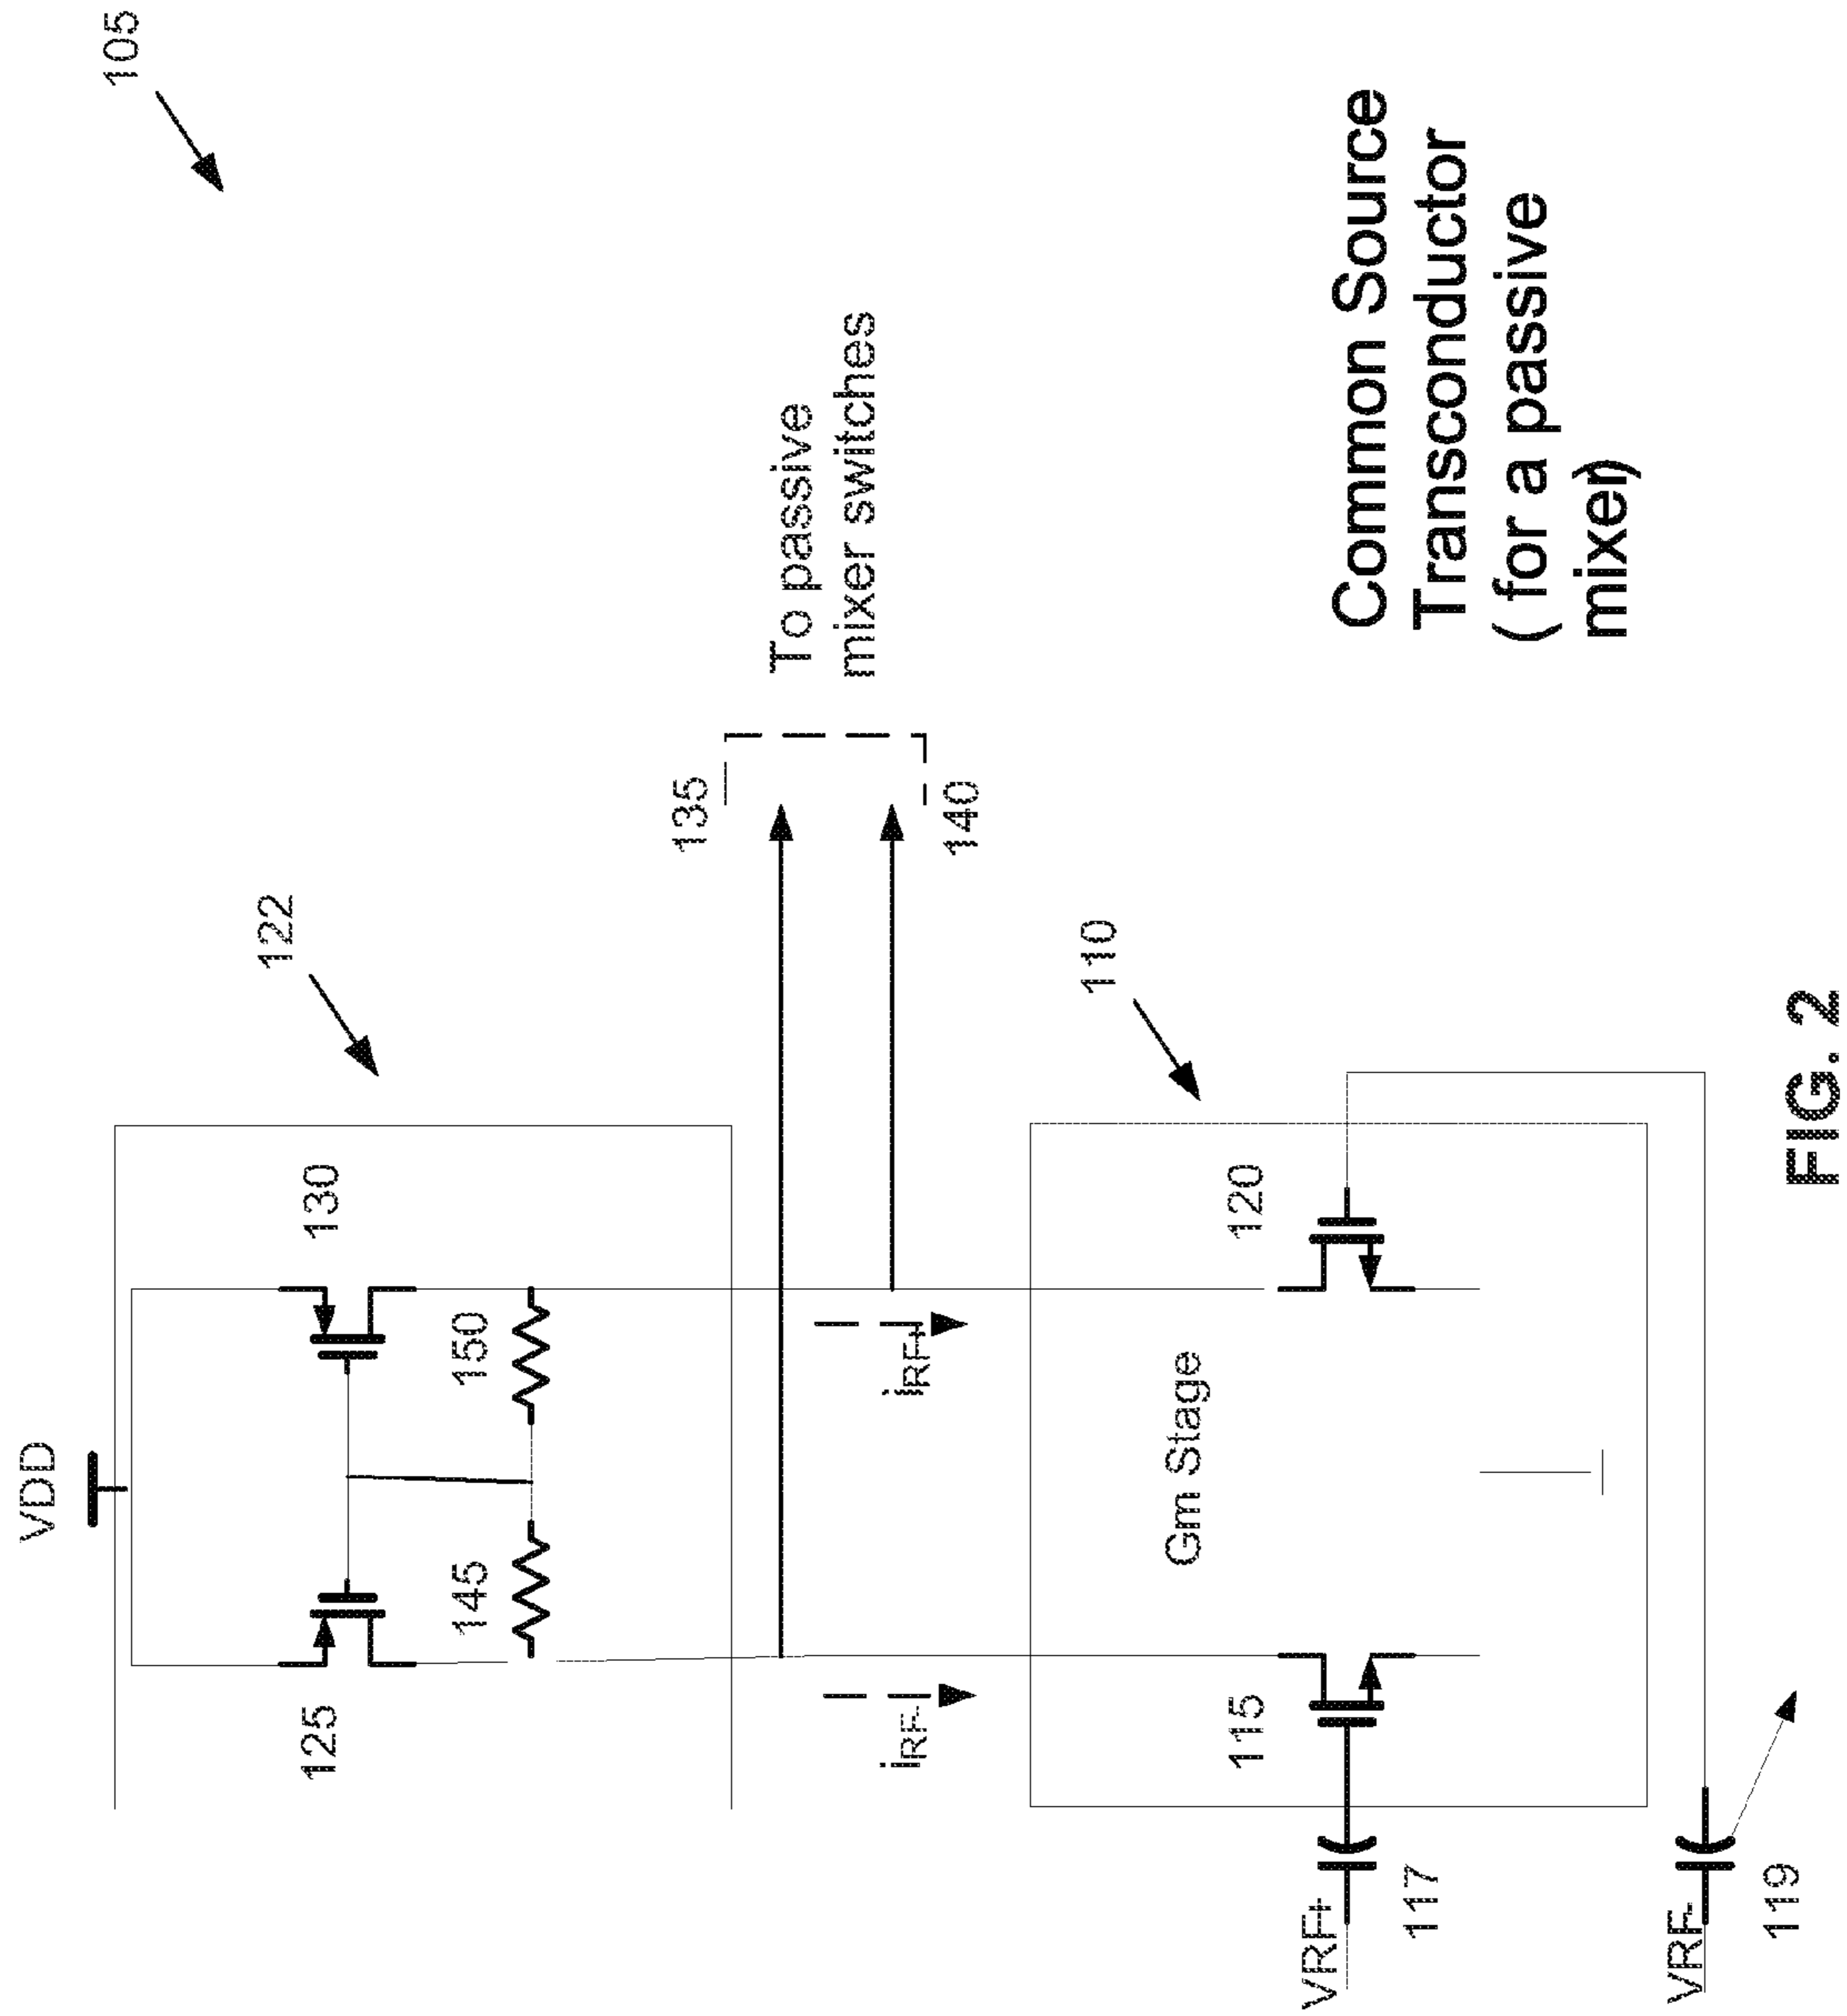 105
VDD
122
125
130
145
150
135
To passive
mixer switches
140
iRF-
iRF+
110
Gm Stage
115
120
VRF+
117
VRF-
119
Common Source
Transconductor
( for a passive
mixer)
FIG. 2